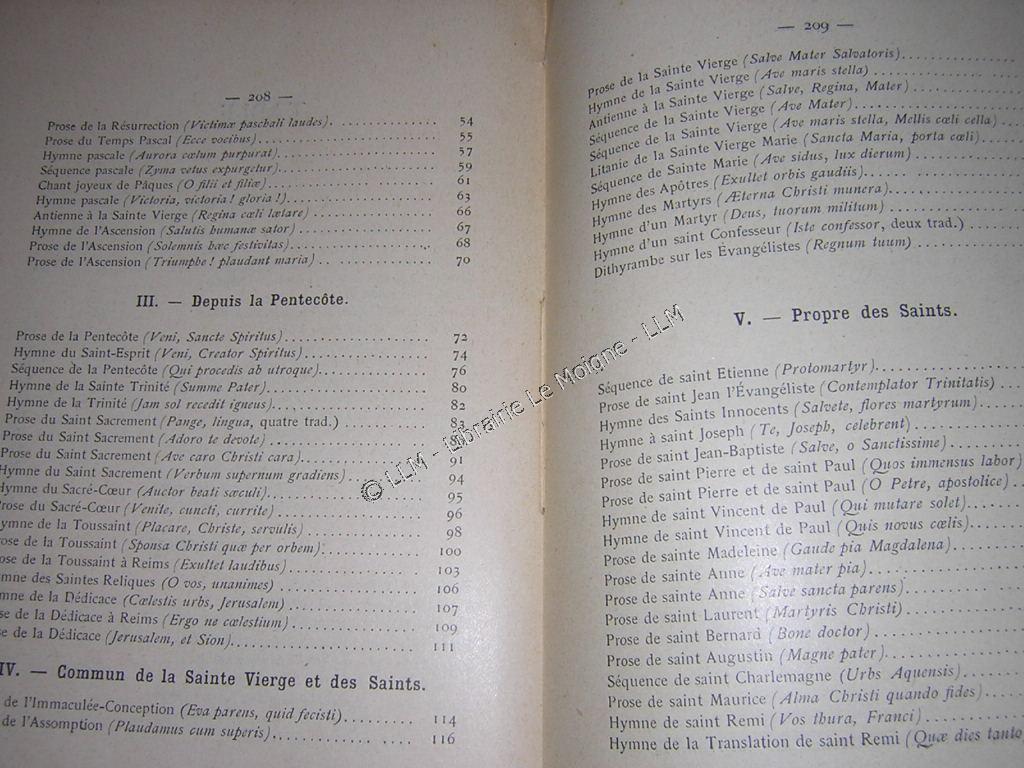 — 208 —
Prose de la Résurrection (Victimæ paschali laudes). 54
Prose du Temps Pascal (Ecce vocibus) 55
Hymne pascale (Aurora cœlum purpurat) 57
Séquence pascale (Zyma vetus expurgetur) 59
Chant joyeux de Pâques (O filii et filiæ) 61
Hymne pascale (Victoria, victoria ! gloria !) 63
Antienne à la Sainte Vierge (Regina cæli lætare) 66
Hymne de l'Ascension (Salutis humanæ sator) 67
Prose de l'Ascension (Solemnis hæc festivitas) 68
Prose de l'Ascension (Triumphe ! plaudant maria) 70
III. — Depuis la Pentecôte.
Prose de la Pentecôte (Veni, Sancte Spiritus) 72
Hymne du Saint-Esprit (Veni, Creator Spiritus) 74
Séquence de la Pentecôte (Qui procedis ab utroque) 76
Hymne de la Sainte Trinité (Summe Pater) 80
Hymne de la Trinité (Jam sol recedit igneus) 82
Prose du Saint Sacrement (Pange, lingua, quatre trad.) 83
Prose du Saint Sacrement (Adoro te devote)
Prose du Saint Sacrement (Ave caro Christi cara) 91
Hymne du Saint Sacrement (Verbum supernum gradiens) 94
Hymne du Sacré-Cœur (Auctor beati sæculi) 95
rose du Sacré-Cœur (Venite, cuncti, currite) 96
ymne de la Toussaint (Placare, Christe, servulis) 98
rose de la Toussaint (Sponsa Christi quæ per orbem) 100
ose de la Toussaint à Reims (Exultet laudibus) 103
mne des Saintes Reliques (O vos, unanimes) 106
mne de la Dédicace (Cœlestis urbs, Jerusalem) 107
se de la Dédicace à Reims (Ergo ne cælestium) 109
e de la Dédicace (Jerusalem, et Sion) 111
IV. — Commun de la Sainte Vierge et des Saints.
de l'Immaculée-Conception (Eva parens, quid fecisti) 114
de l'Assomption (Plaudamus cum superis) 116
— 209 —
Prose de la Sainte Vierge (Salve Mater Salvatoris)
Hymne de la Sainte Vierge (Ave maris stella)
Antienne à la Sainte Vierge (Salve, Regina, Mater)
Séquence de la Sainte Vierge (Ave Mater)
Séquence de la Sainte Vierge (Ave maris stella, Mellis cœli cella)
Litanie de la Sainte Vierge Marie (Sancta Maria, porta cœli)
Séquence de Sainte Marie (Ave sidus, lux dierum)
Hymne des Apôtres (Exultet orbis gaudiis)
Hymne des Martyrs (Æterna Christi munera)
Hymne d'un Martyr (Deus, tuorum militum)
Hymne d'un saint Confesseur (Iste confessor, deux trad.)
Dithyrambe sur les Évangélistes (Regnum tuum)
V. — Propre des Saints.
Séquence de saint Etienne (Protomartyr)
Prose de saint Jean l'Évangéliste (Contemplator Trinitatis)
Hymne des Saints Innocents (Salvete, flores martyrum)
Hymne à saint Joseph (Te, Joseph, celebrent)
Prose de saint Jean-Baptiste (Salve, o Sanctissime)
Prose de saint Pierre et de saint Paul (Quos immensus labor)
Prose de saint Pierre et de saint Paul (O Petre, apostolice)
Hymne de saint Vincent de Paul (Qui mutare solet)
Hymne de saint Vincent de Paul (Quis novus cœlis)
Prose de sainte Madeleine (Gaude pia Magdalena)
Prose de sainte Anne (Ave mater pia)
Prose de sainte Anne (Salve sancta parens)
Prose de saint Laurent (Martyris Christi)
Prose de saint Bernard (Bone doctor)
Prose de saint Augustin (Magne pater)
Séquence de saint Charlemagne (Urbs Aquensis)
Prose de saint Maurice (Alma Christi quando fides)
Hymne de saint Remi (Vos thura, Franci)
Hymne de la Translation de saint Remi (Quæ dies tanto
© LLM - Librairie Le Moigne - LLM